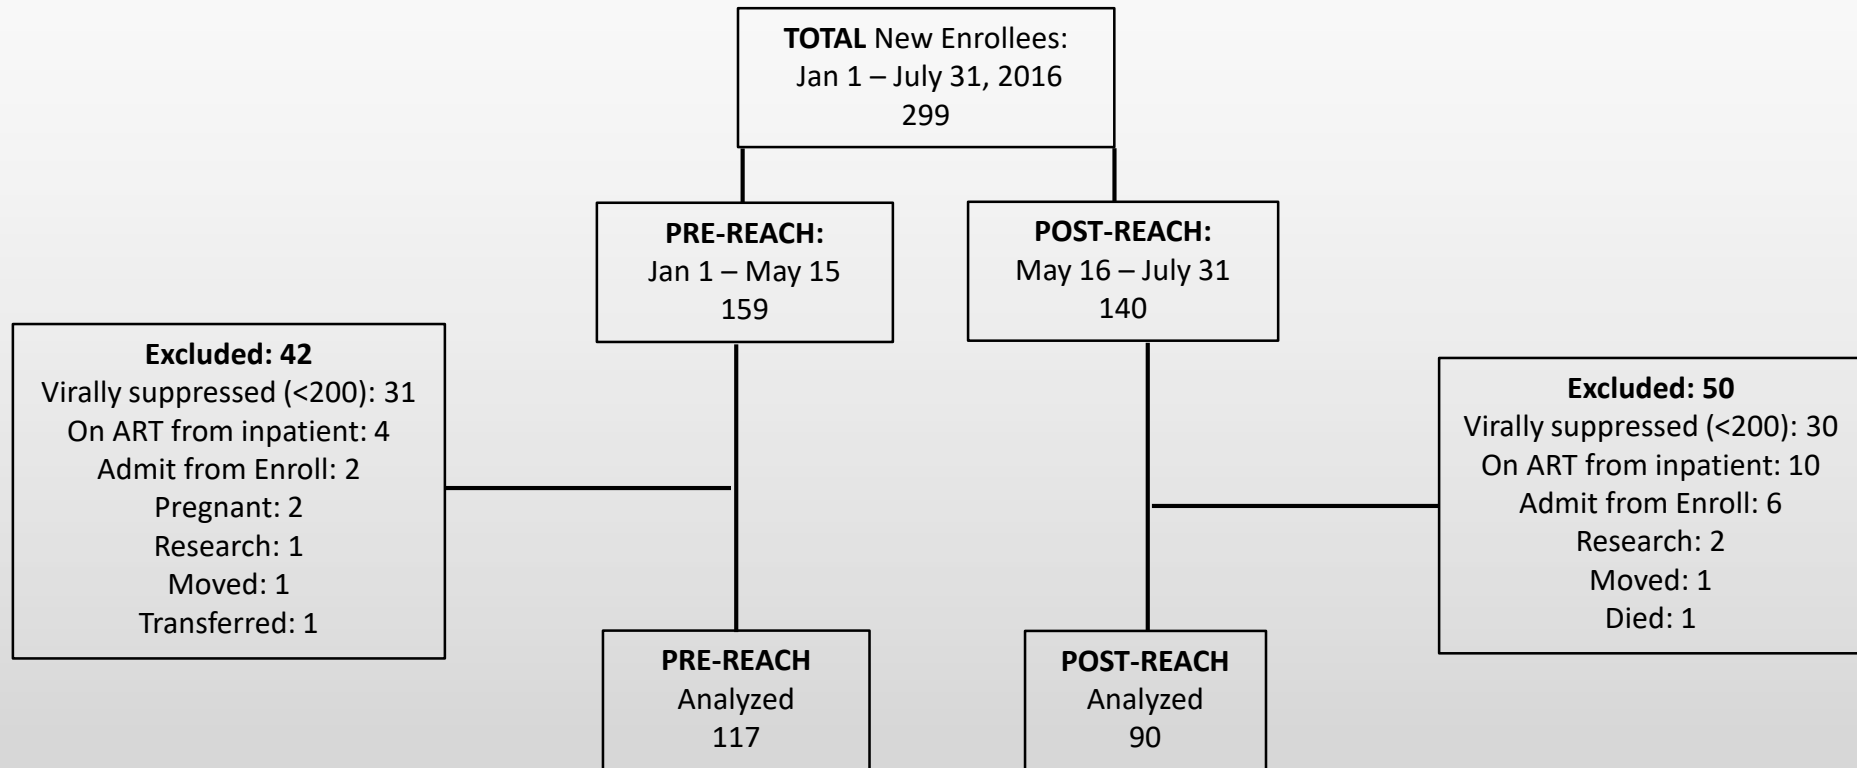 TOTAL New Enrollees:
Jan 1 – July 31, 2016
299
PRE-REACH:
Jan 1 – May 15
159
POST-REACH:
May 16 – July 31
140
Excluded: 42
Virally suppressed (<200): 31
On ART from inpatient: 4
Admit from Enroll: 2
Pregnant: 2
Research: 1
Moved: 1
Transferred: 1
Excluded: 50
Virally suppressed (<200): 30
On ART from inpatient: 10
Admit from Enroll: 6
Research: 2
Moved: 1
Died: 1
PRE-REACH
Analyzed
117
POST-REACH
Analyzed
90